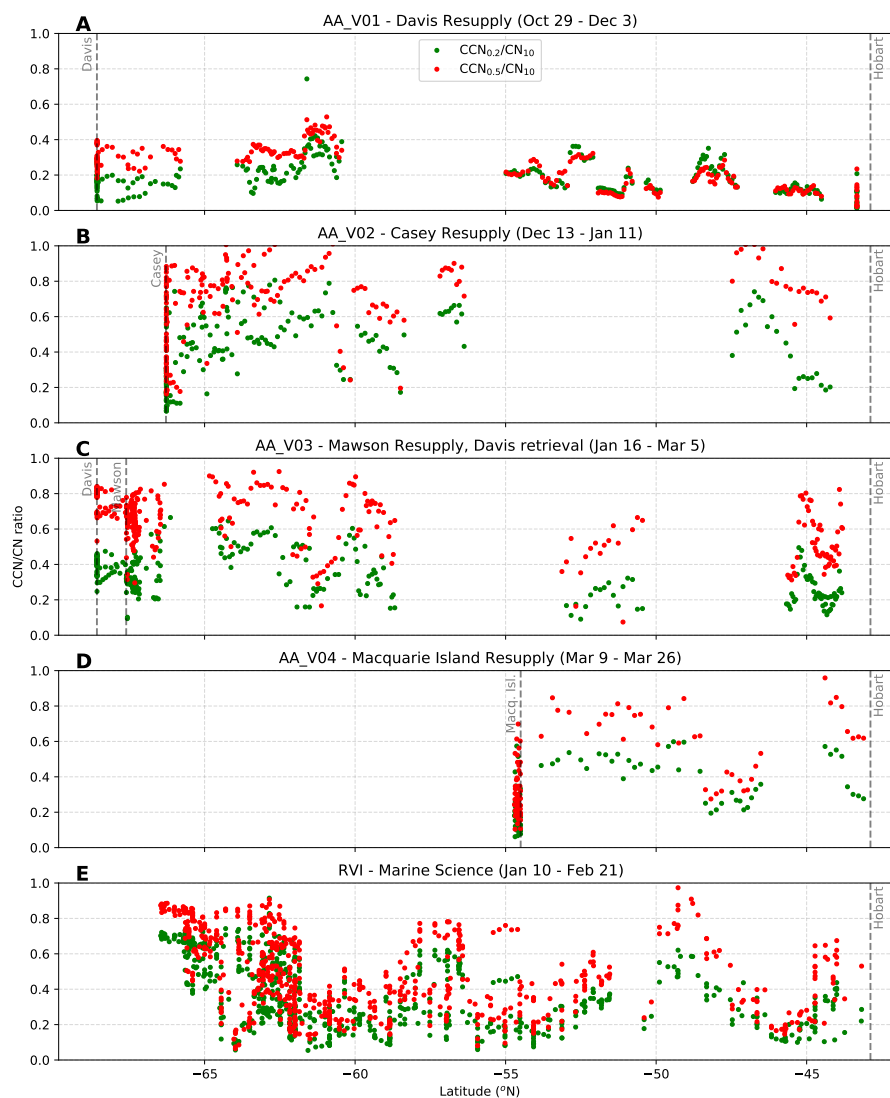 A
AA_V01 - Davis Resupply (Oct 29 - Dec 3)
1.0
0.8
0.6
0.4
0.2
0.0
Davis
CCN0.2/CN10
CCN0.5/CN10
Hobart
B
AA_V02 - Casey Resupply (Dec 13 - Jan 11)
1.0
0.8
0.6
0.4
0.2
0.0
Casey
Hobart
C
AA_V03 - Mawson Resupply, Davis retrieval (Jan 16 - Mar 5)
1.0
0.8
0.6
0.4
0.2
0.0
CCN/CN ratio
Davis
Mawson
Hobart
D
AA_V04 - Macquarie Island Resupply (Mar 9 - Mar 26)
1.0
0.8
0.6
0.4
0.2
0.0
Macq. Isl.
Hobart
E
RVI - Marine Science (Jan 10 - Feb 21)
1.0
0.8
0.6
0.4
0.2
0.0
Hobart
−65
−60
−55
−50
−45
Latitude (°N)